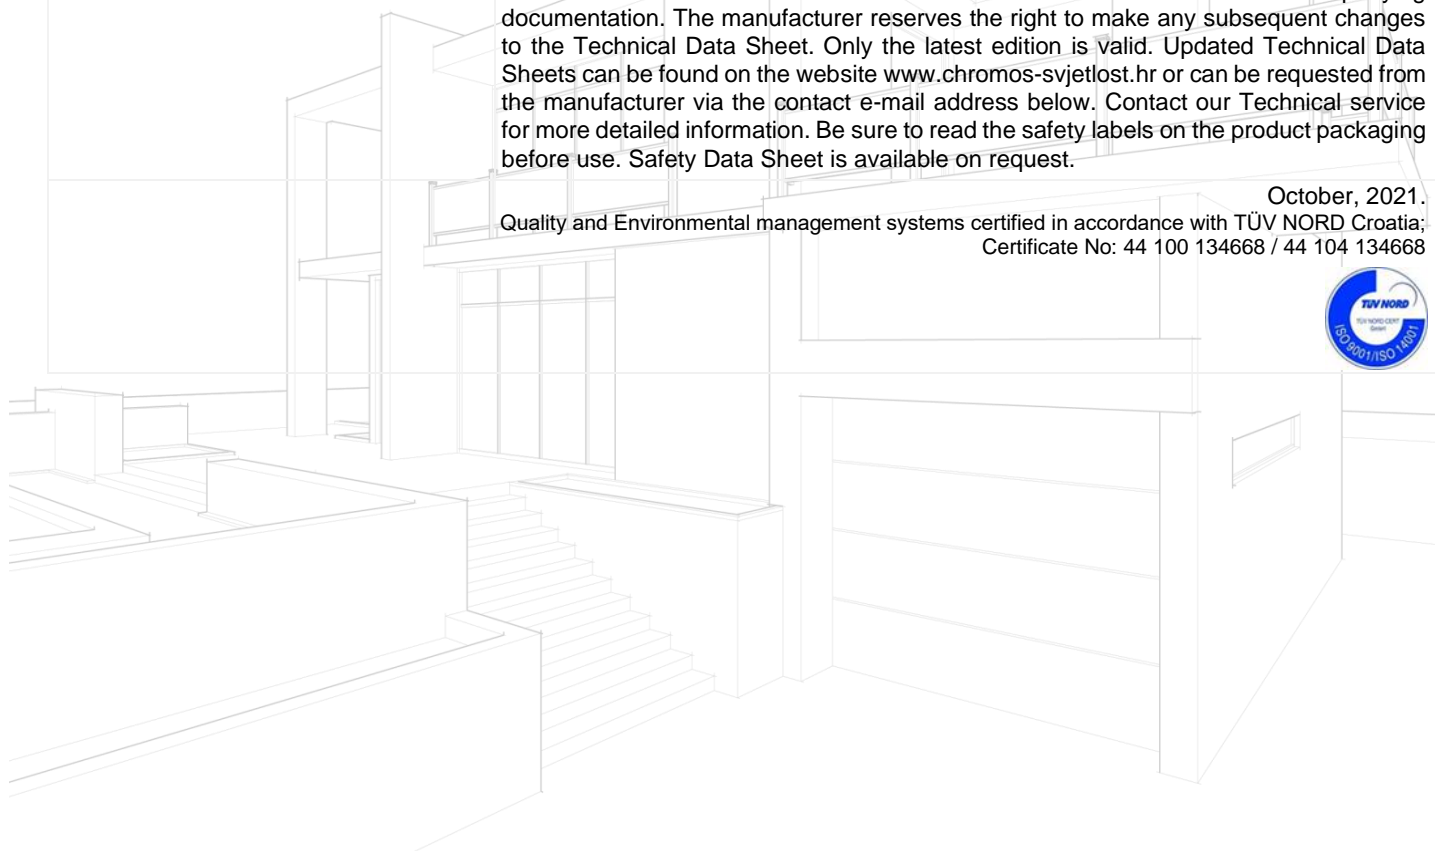 documentation. The manufacturer reserves the right to make any subsequent changes
to the Technical Data Sheet. Only the latest edition is valid. Updated Technical Data
Sheets can be found on the website www.chromos-svjetlost.hr or can be requested from
the manufacturer via the contact e-mail address below. Contact our Technical service
for more detailed information. Be sure to read the safety labels on the product packaging
before use. Safety Data Sheet is available on request.
October, 2021.
Quality and Environmental management systems certified in accordance with TÜV NORD Croatia;
Certificate No: 44 100 134668 / 44 104 134668
TÜV NORD
TÜV NORD CERT
GmbH
ISO 9001/ISO 14001